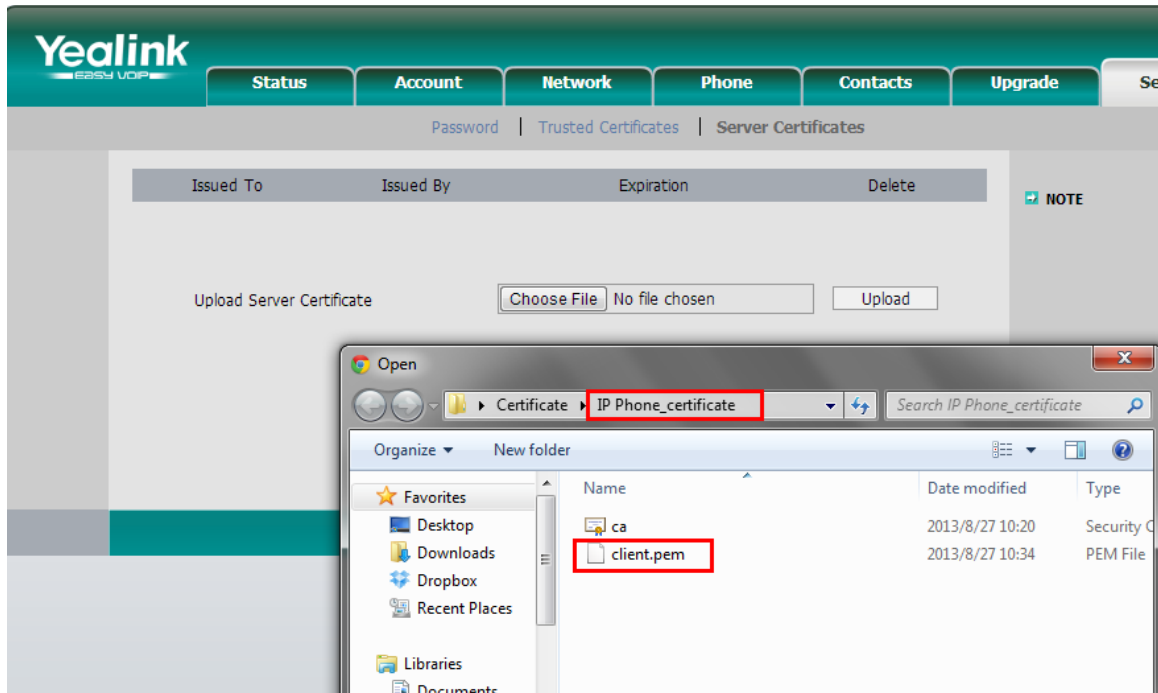 Yealink
EASY VOIP
Status Account Network Phone Contacts Upgrade Se
Password | Trusted Certificates | Server Certificates
Issued To Issued By Expiration Delete
NOTE
Upload Server Certificate Choose File No file chosen Upload
Open
Certificate IP Phone_certificate Search IP Phone_certificate
Organize New folder
Name Date modified Type
Favorites
Desktop ca 2013/8/27 10:20 Security C
Downloads client.pem 2013/8/27 10:34 PEM File
Dropbox
Recent Places
Libraries
Documents